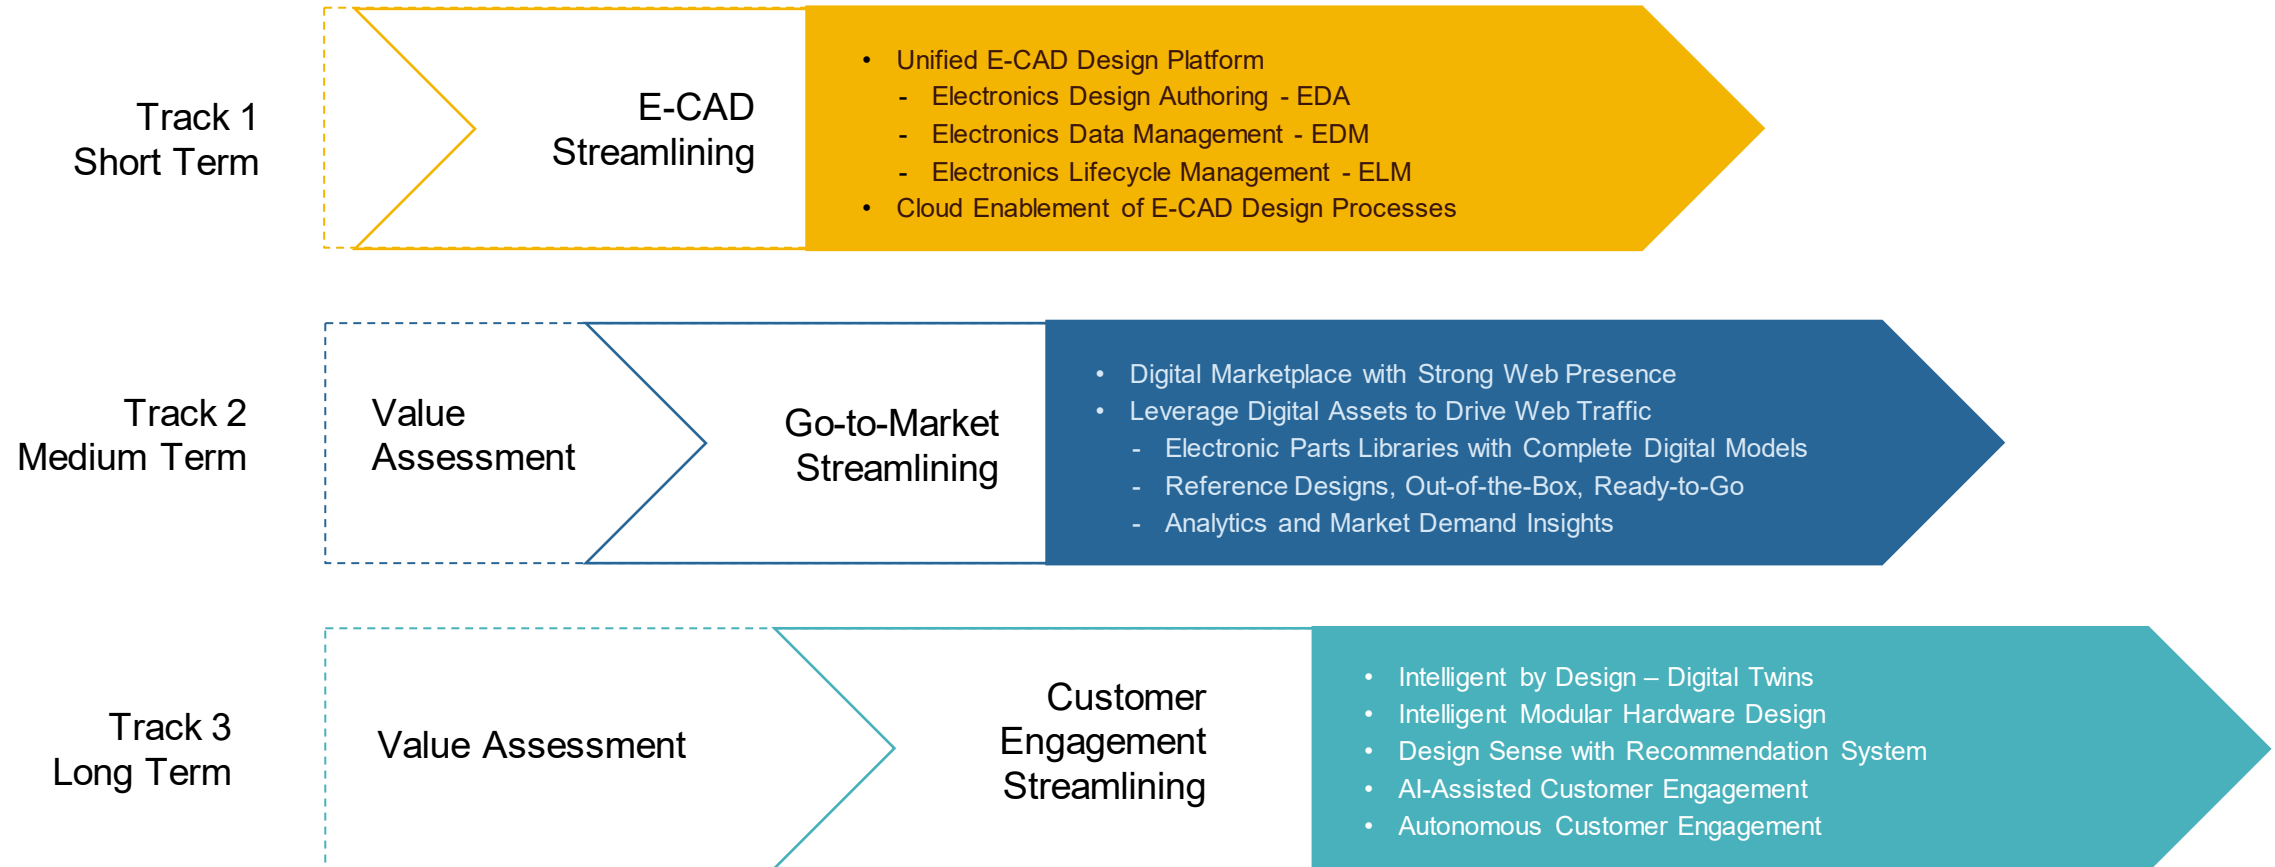 Track 1
Short Term
E-CAD
Streamlining
• Unified E-CAD Design Platform
- Electronics Design Authoring - EDA
- Electronics Data Management - EDM
- Electronics Lifecycle Management - ELM
• Cloud Enablement of E-CAD Design Processes
Track 2
Medium Term
Value
Assessment
Go-to-Market
Streamlining
• Digital Marketplace with Strong Web Presence
• Leverage Digital Assets to Drive Web Traffic
- Electronic Parts Libraries with Complete Digital Models
- Reference Designs, Out-of-the-Box, Ready-to-Go
- Analytics and Market Demand Insights
Track 3
Long Term
Value Assessment
Customer
Engagement
Streamlining
• Intelligent by Design – Digital Twins
• Intelligent Modular Hardware Design
• Design Sense with Recommendation System
• AI-Assisted Customer Engagement
• Autonomous Customer Engagement